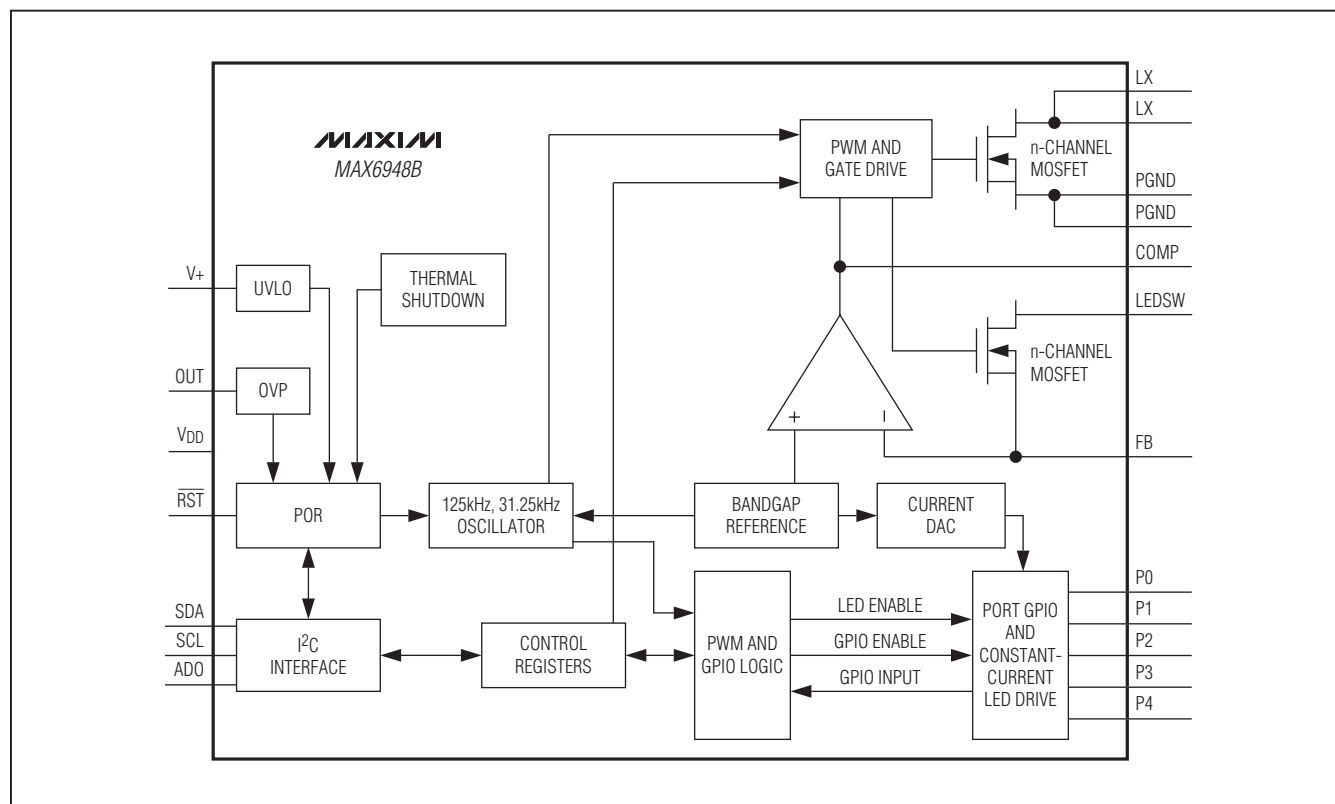 MAXIM
MAX6948B
PWM AND
GATE DRIVE
n-CHANNEL
MOSFET
LX
LX
PGND
PGND
COMP
LEDSW
n-CHANNEL
MOSFET
FB
V+
UVLO
THERMAL
SHUTDOWN
OUT
OVP
VDD
RST
POR
125kHz, 31.25kHz
OSCILLATOR
+
–
BANDGAP
REFERENCE
CURRENT
DAC
SDA
SCL
ADO
I2C
INTERFACE
CONTROL
REGISTERS
PWM AND
GPIO LOGIC
LED ENABLE
GPIO ENABLE
GPIO INPUT
PORT GPIO
AND
CONSTANT-
CURRENT
LED DRIVE
P0
P1
P2
P3
P4